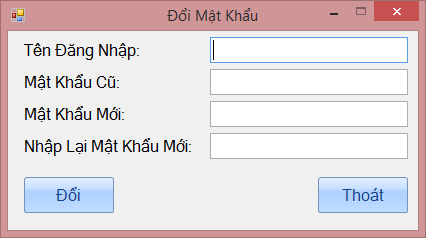 Đổi Mật Khẩu
Tên Đăng Nhập:
Mật Khẩu Cũ:
Mật Khẩu Mới:
Nhập Lại Mật Khẩu Mới:
Đổi Thoát